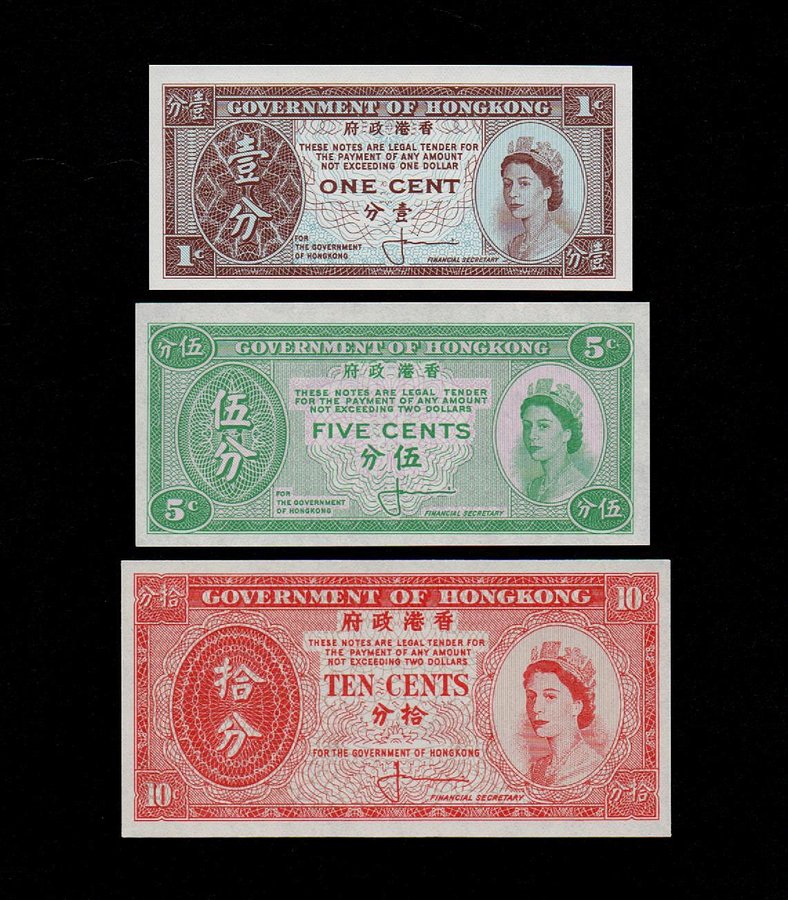 分壹 GOVERNMENT OF HONGKONG 1c
府政港香
THESE NOTES ARE LEGAL TENDER FOR
THE PAYMENT OF ANY AMOUNT
NOT EXCEEDING ONE DOLLAR
壹分
ONE CENT
分壹
FOR
THE GOVERNMENT
OF HONGKONG
FINANCIAL SECRETARY
1c 分壹
分伍 GOVERNMENT OF HONGKONG 5c
府政港香
THESE NOTES ARE LEGAL TENDER
FOR THE PAYMENT OF ANY AMOUNT
NOT EXCEEDING TWO DOLLARS
伍分
FIVE CENTS
分伍
FOR
THE GOVERNMENT
OF HONGKONG
FINANCIAL SECRETARY
5c 分伍
分拾 GOVERNMENT OF HONGKONG 10c
府政港香
THESE NOTES ARE LEGAL TENDER FOR
THE PAYMENT OF ANY AMOUNT
NOT EXCEEDING TWO DOLLARS
拾分
TEN CENTS
分拾
FOR THE GOVERNMENT OF HONGKONG
FINANCIAL SECRETARY
10c 分拾